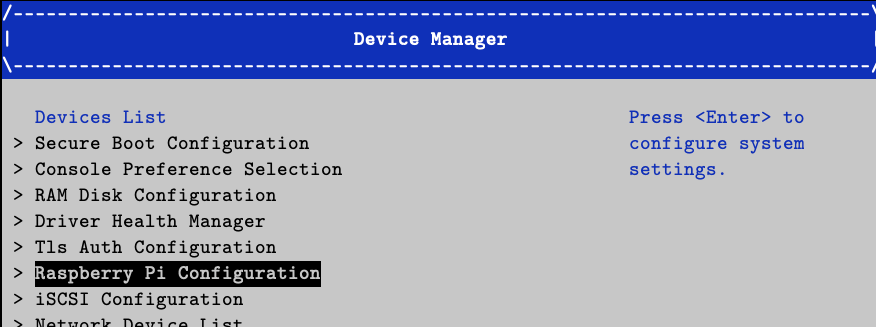 /------------------------------------------------------------------------------\
|                                Device Manager                                |
\------------------------------------------------------------------------------/
Devices List
Press <Enter> to
> Secure Boot Configuration
configure system
> Console Preference Selection
settings.
> RAM Disk Configuration
> Driver Health Manager
> Tls Auth Configuration
> Raspberry Pi Configuration
> iSCSI Configuration
> Network Device List